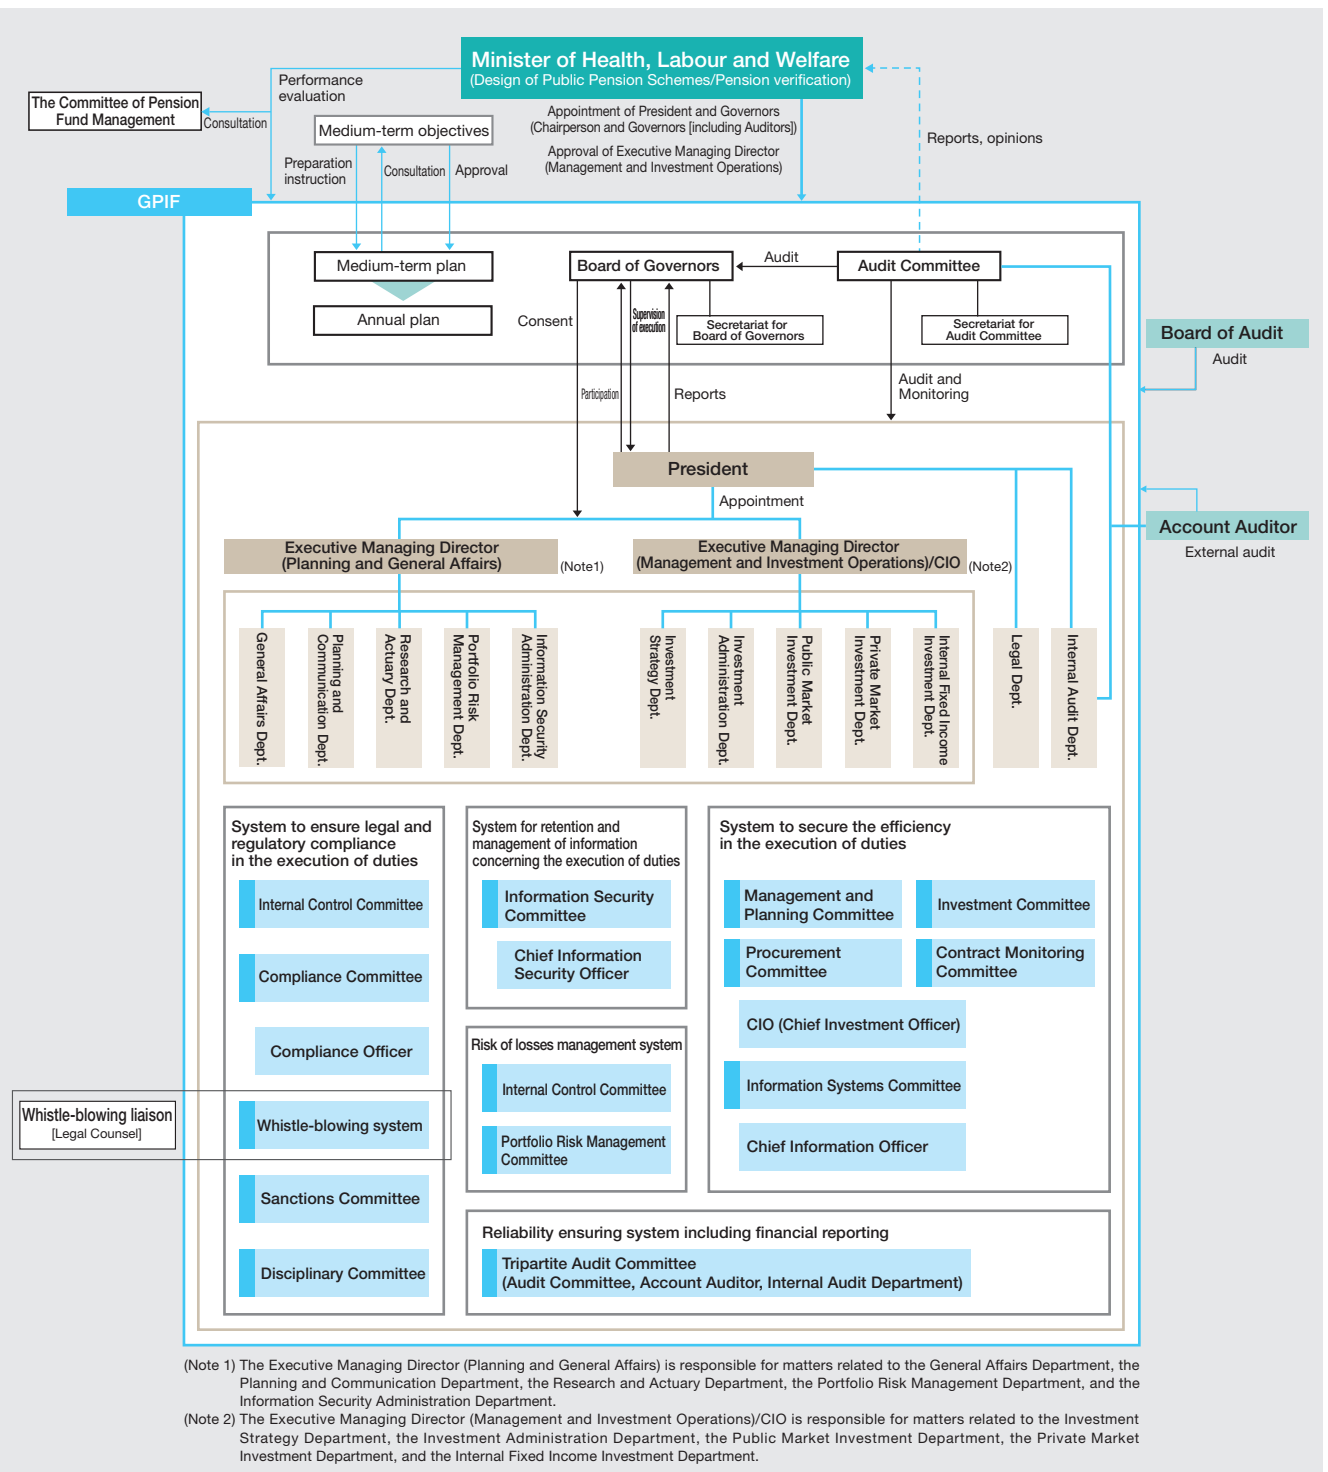 Minister of Health, Labour and Welfare
(Design of Public Pension Schemes/Pension verification)
Performance
evaluation
The Committee of Pension
Fund Management
Consultation
Medium-term objectives
Appointment of President and Governors
(Chairperson and Governors [including Auditors])
Approval of Executive Managing Director
(Management and Investment Operations)
Reports, opinions
Preparation
instruction
Consultation
Approval
GPIF
Medium-term plan
Annual plan
Board of Governors
Audit
Audit Committee
Consent
Supervision
of execution
Secretariat for
Board of Governors
Secretariat for
Audit Committee
Board of Audit
Audit
Participation
Reports
Audit and
Monitoring
President
Appointment
Account Auditor
External audit
Executive Managing Director
(Planning and General Affairs)
(Note1)
Executive Managing Director
(Management and Investment Operations)/CIO
(Note2)
General Affairs Dept.
Planning and
Communication Dept.
Research and
Actuary Dept.
Portfolio Risk
Management Dept.
Information Security
Administration Dept.
Investment
Strategy Dept.
Investment
Administration Dept.
Public Market
Investment Dept.
Private Market
Investment Dept.
Internal Fixed Income
Investment Dept.
Legal Dept.
Internal Audit Dept.
System to ensure legal and
regulatory compliance
in the execution of duties
Internal Control Committee
Compliance Committee
Compliance Officer
Whistle-blowing liaison
[Legal Counsel]
Whistle-blowing system
Sanctions Committee
Disciplinary Committee
System for retention and
management of information
concerning the execution of duties
Information Security
Committee
Chief Information
Security Officer
Risk of losses management system
Internal Control Committee
Portfolio Risk Management
Committee
System to secure the efficiency
in the execution of duties
Management and
Planning Committee
Investment Committee
Procurement
Committee
Contract Monitoring
Committee
CIO (Chief Investment Officer)
Information Systems Committee
Chief Information Officer
Reliability ensuring system including financial reporting
Tripartite Audit Committee
(Audit Committee, Account Auditor, Internal Audit Department)
(Note 1) The Executive Managing Director (Planning and General Affairs) is responsible for matters related to the General Affairs Department, the
Planning and Communication Department, the Research and Actuary Department, the Portfolio Risk Management Department, and the
Information Security Administration Department.
(Note 2) The Executive Managing Director (Management and Investment Operations)/CIO is responsible for matters related to the Investment
Strategy Department, the Investment Administration Department, the Public Market Investment Department, the Private Market
Investment Department, and the Internal Fixed Income Investment Department.